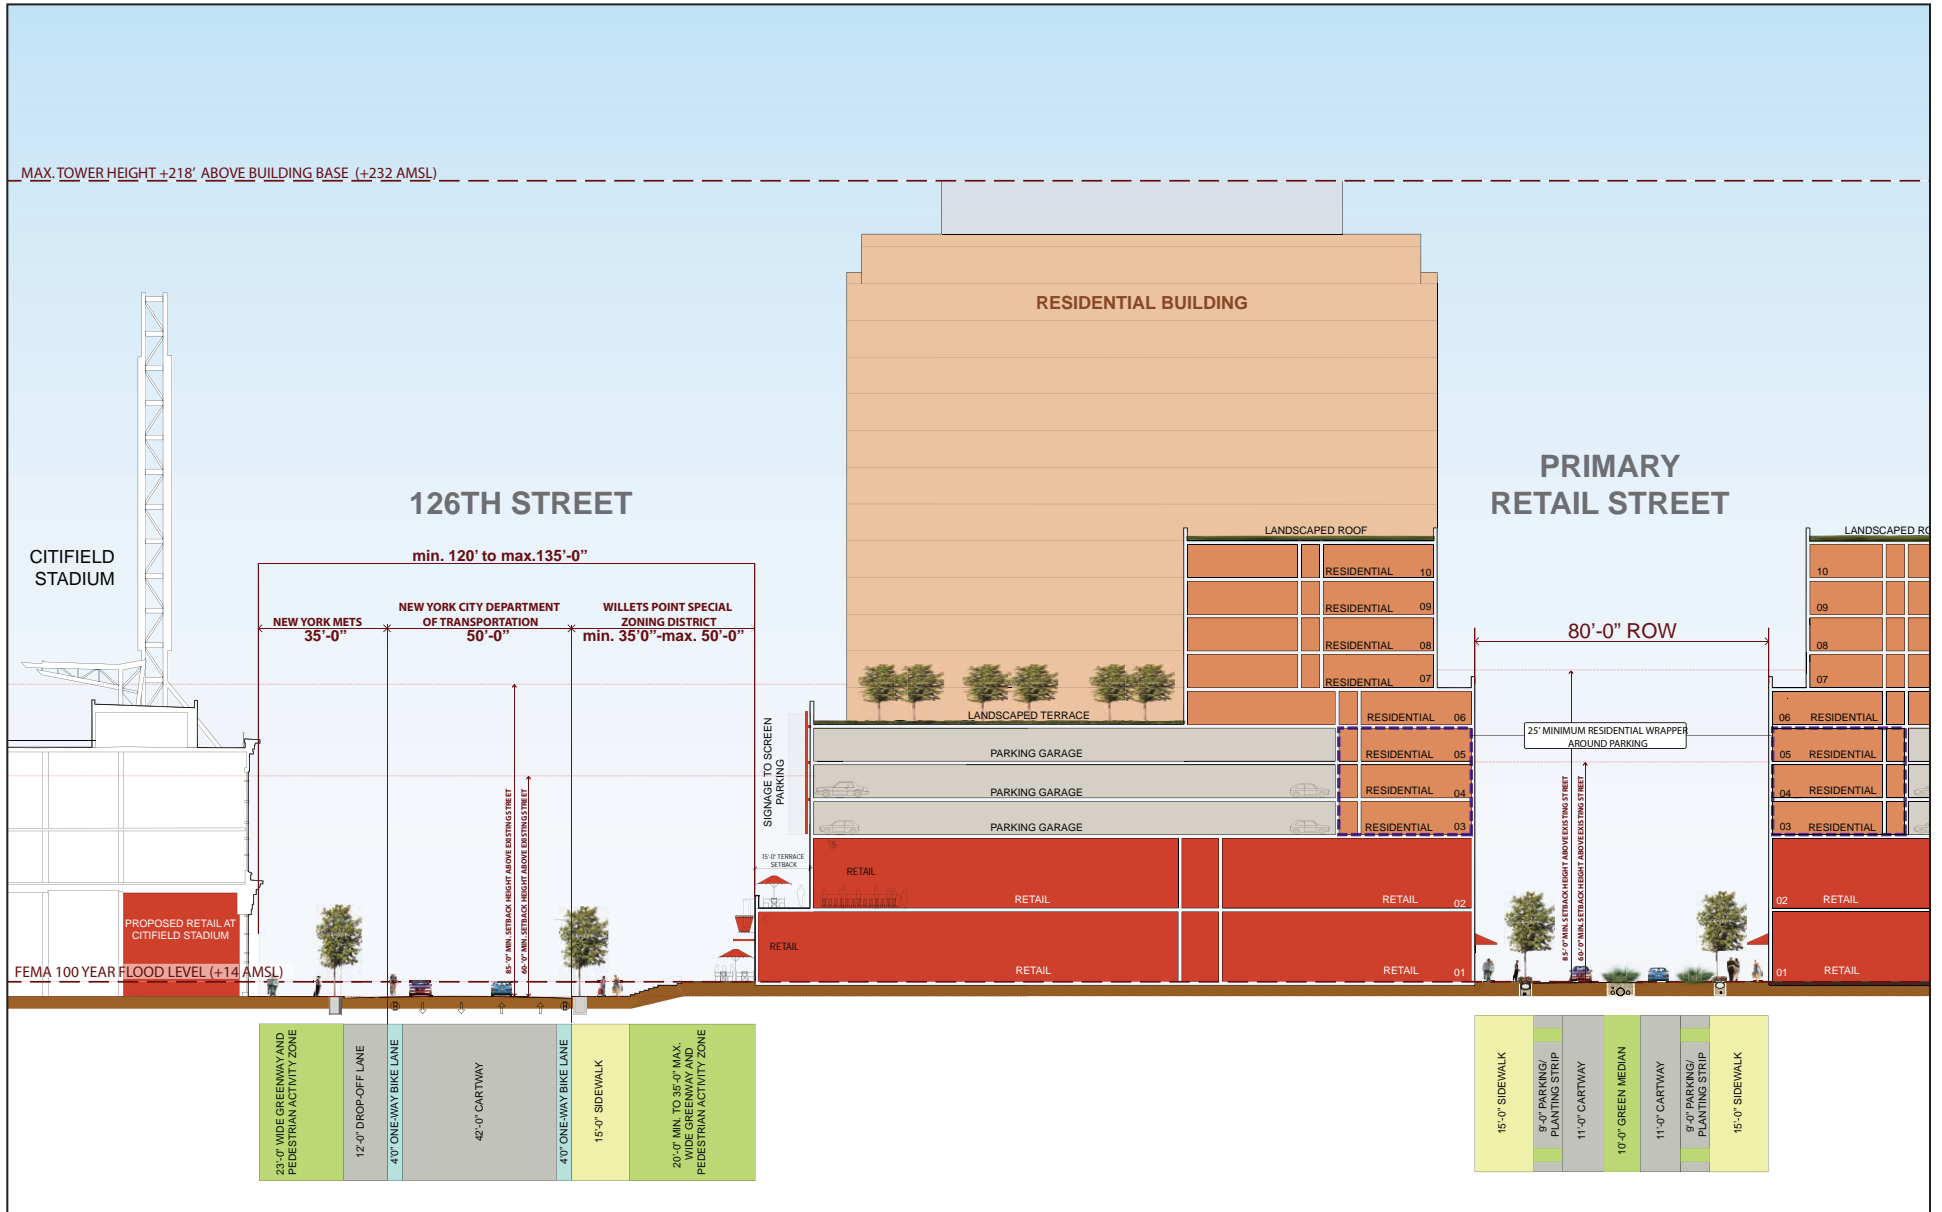 MAX. TOWER HEIGHT +218' ABOVE BUILDING BASE (+232 AMSL)
RESIDENTIAL BUILDING
126TH STREET
PRIMARY
RETAIL STREET
CITIFIELD
STADIUM
min. 120' to max.135'-0"
NEW YORK METS
35'-0"
NEW YORK CITY DEPARTMENT
OF TRANSPORTATION
50'-0"
WILLETS POINT SPECIAL
ZONING DISTRICT
min. 35'0"-max. 50'-0"
80'-0" ROW
LANDSCAPED ROOF
RESIDENTIAL 10
RESIDENTIAL 09
RESIDENTIAL 08
RESIDENTIAL 07
LANDSCAPED TERRACE
RESIDENTIAL 06
PARKING GARAGE
RESIDENTIAL 05
PARKING GARAGE
RESIDENTIAL 04
PARKING GARAGE
RESIDENTIAL 03
SIGNAGE TO SCREEN
PARKING
15'-0" TERRACE
SETBACK
RETAIL
RETAIL
RETAIL 02
RETAIL
RETAIL
RETAIL 01
85'-0" MIN. SETBACK HEIGHT ABOVE EXISTING STREET
60'-0" MIN. SETBACK HEIGHT ABOVE EXISTING STREET
25' MINIMUM RESIDENTIAL WRAPPER
AROUND PARKING
85'-0" MIN. SETBACK HEIGHT ABOVE EXISTING STREET
60'-0" MIN. SETBACK HEIGHT ABOVE EXISTING STREET
LANDSCAPED RO
10
09
08
07
06 RESIDENTIAL
05 RESIDENTIAL
04 RESIDENTIAL
03 RESIDENTIAL
02 RETAIL
01 RETAIL
PROPOSED RETAIL AT
CITIFIELD STADIUM
FEMA 100 YEAR FLOOD LEVEL (+14 AMSL)
23'-0" WIDE GREENWAY AND
PEDESTRIAN ACTIVITY ZONE
12'-0" DROP-OFF LANE
4'0" ONE-WAY BIKE LANE
42'-0" CARTWAY
4'0" ONE-WAY BIKE LANE
15'-0" SIDEWALK
20'-0" MIN. TO 35'-0" MAX.
WIDE GREENWAY AND
PEDESTRIAN ACTIVITY ZONE
15'-0" SIDEWALK
9'-0" PARKING/
PLANTING STRIP
11'-0" CARTWAY
10'-0" GREEN MEDIAN
11'-0" CARTWAY
9'-0" PARKING/
PLANTING STRIP
15'-0" SIDEWALK